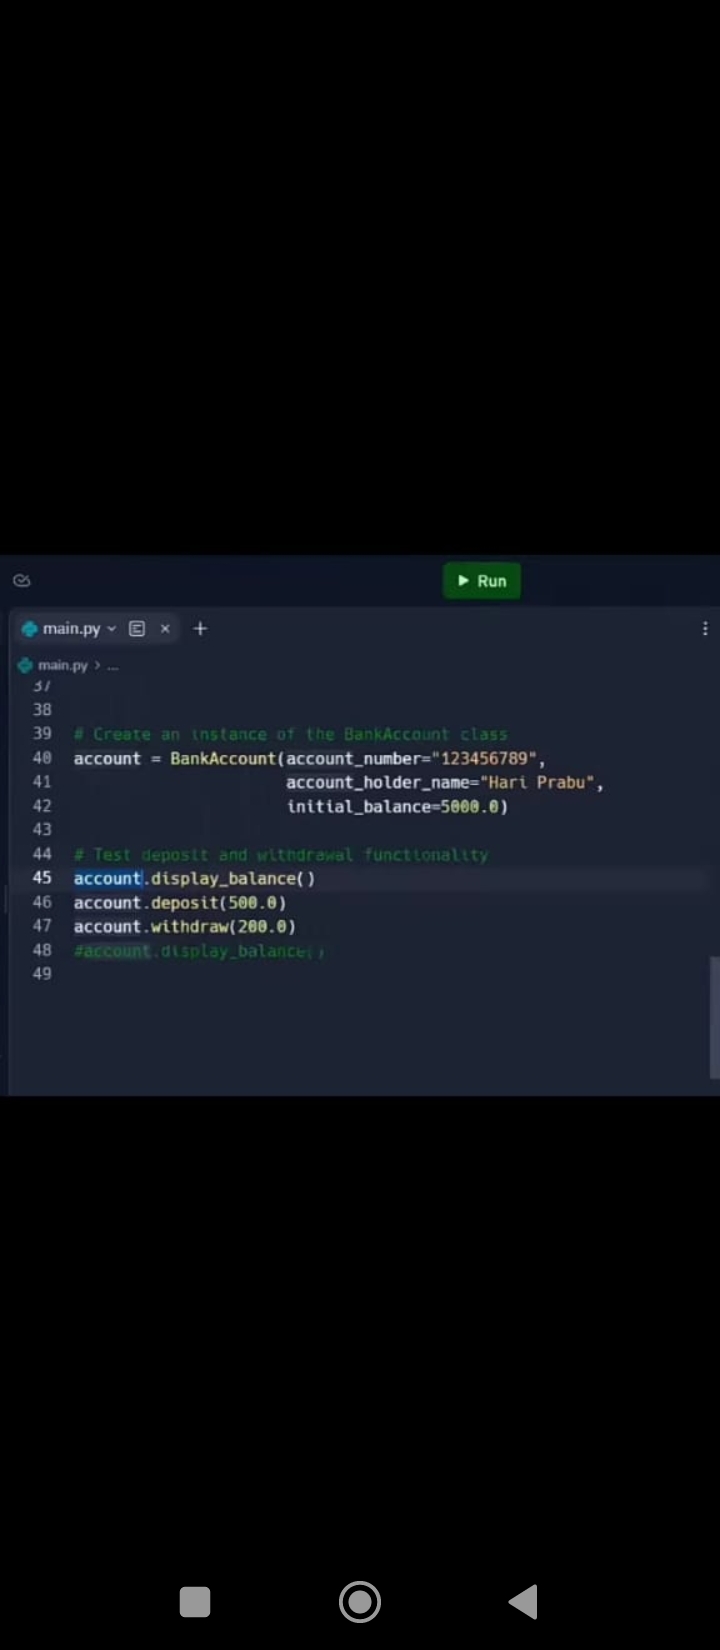 Run
main.py
main.py > ...
37
38
39 # Create an instance of the BankAccount class
40 account = BankAccount(account_number="123456789",
41 account_holder_name="Hari Prabu",
42 initial_balance=5000.0)
43
44 # Test deposit and withdrawal functionality
45 account.display_balance()
46 account.deposit(500.0)
47 account.withdraw(200.0)
48 #account.display_balance()
49